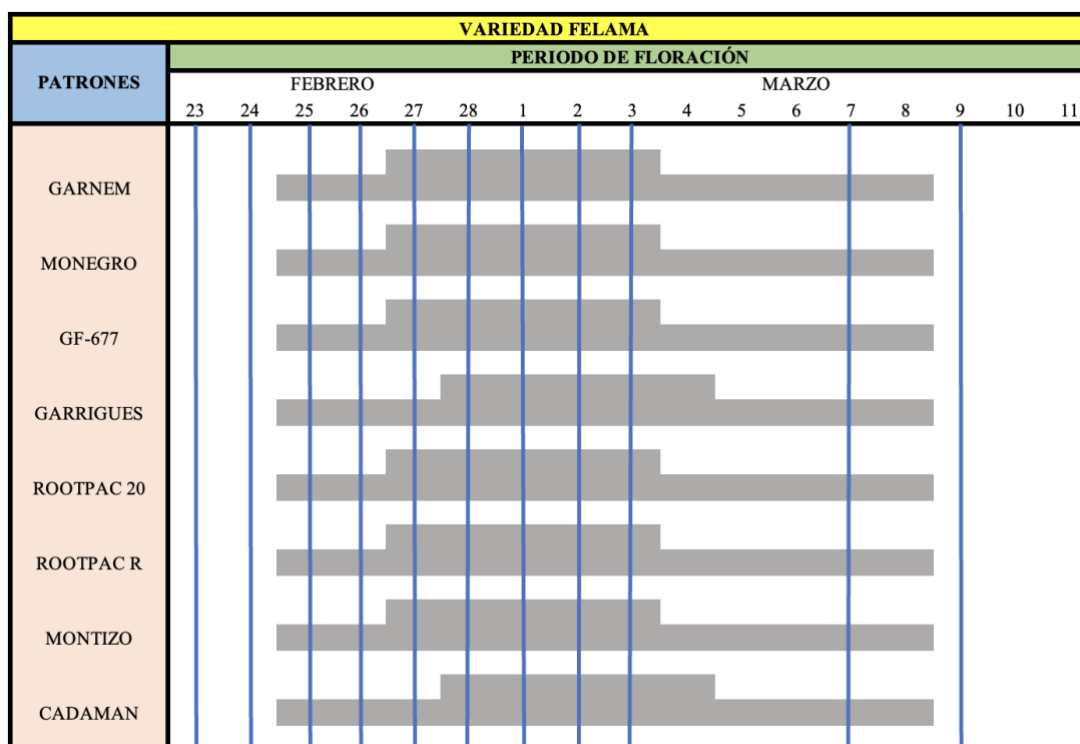 VARIEDAD FELAMA
PATRONES
PERIODO DE FLORACIÓN
FEBRERO MARZO
23 24 25 26 27 28 1 2 3 4 5 6 7 8 9 10 11
GARNEM
MONEGRO
GF-677
GARRIGUES
ROOTPAC 20
ROOTPAC R
MONTIZO
CADAMAN